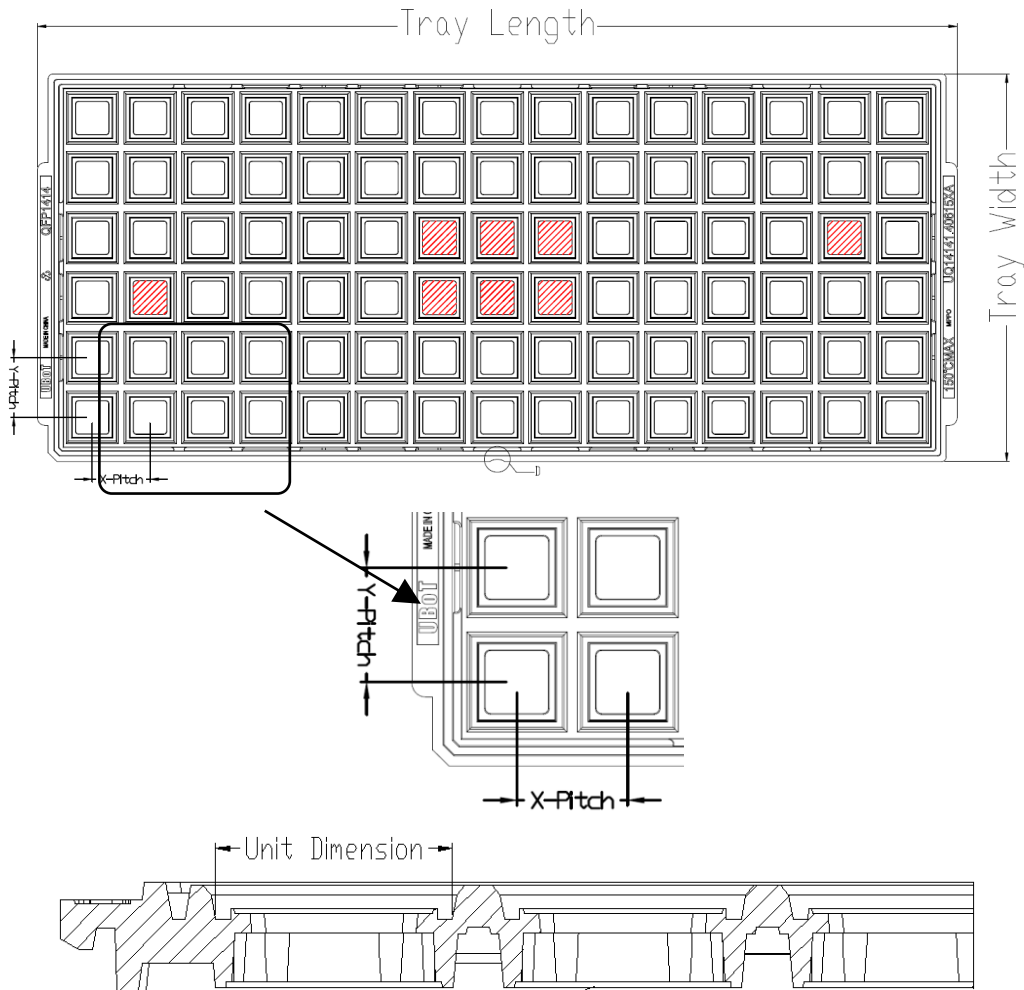 Tray Length
Tray Width
QFP1414
MADE IN CHINA
UBOT
UQ14141.40615XA
MPPO
150°CMAX
Y-Pitch
X-Pitch
D
MADE IN C
UBOT
Y-Pitch
X-Pitch
Unit Dimension